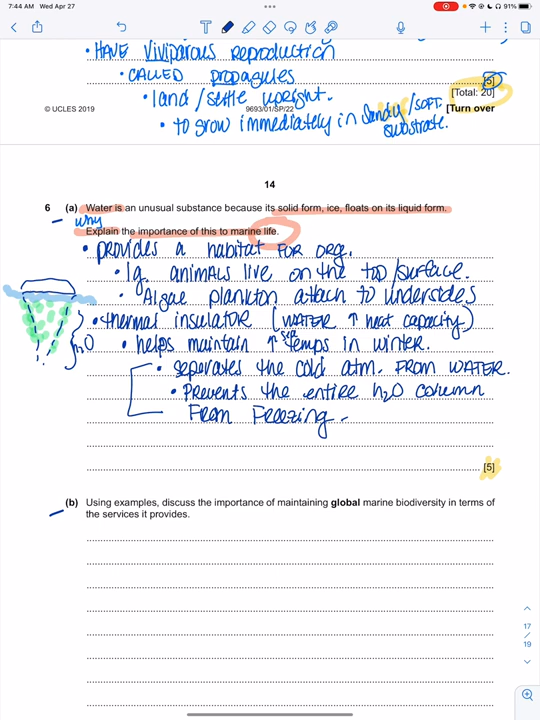 7:44 AM Wed Apr 27
91%
• HAVE Viviparous Reproduction
• CALLED propagules
• land/settle upright.
• to grow immediately in sandy/SOFT
substrate.
[5]
[Total: 20]
© UCLES 2019
9693/01/SP/22
[Turn over
14
6 (a) Water is an unusual substance because its solid form, ice, floats on its liquid form.
why
Explain the importance of this to marine life.
• provides a habitat FOR org.
• lg. animals live on the top/surface.
• Algae plankton attach to undersides
• thermal insulator (WATER ↑ heat capacity)
h2O
• helps maintain ↑ temps in winter.
• seperates the cold atm. FROM WATER.
• Prevents the entire h2O column
From Freezing.
[5]
(b) Using examples, discuss the importance of maintaining global marine biodiversity in terms of
the services it provides.
17
/
19